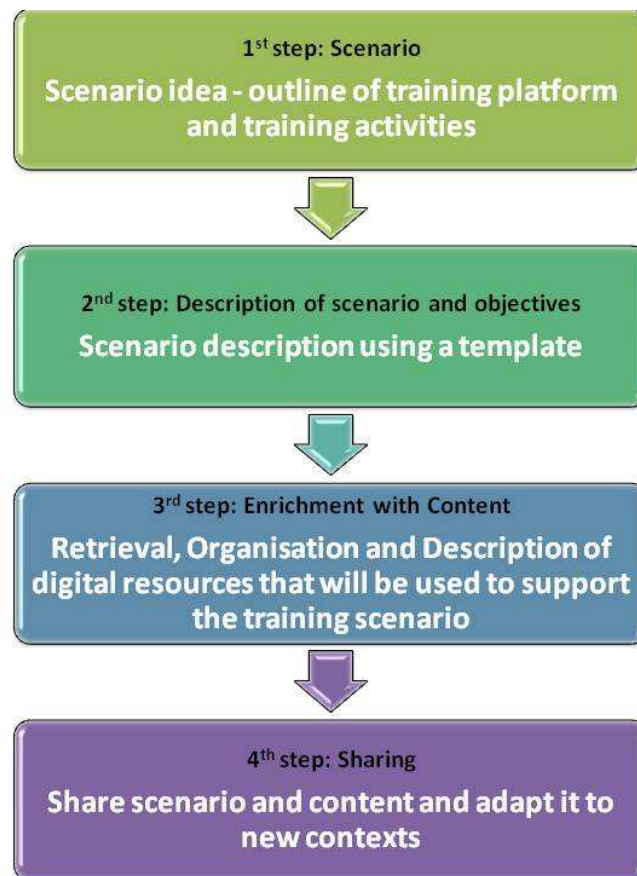 1st step: Scenario
Scenario idea - outline of training platform
and training activities
2nd step: Description of scenario and objectives
Scenario description using a template
3rd step: Enrichment with Content
Retrieval, Organisation and Description of
digital resources that will be used to support
the training scenario
4th step: Sharing
Share scenario and content and adapt it to
new contexts